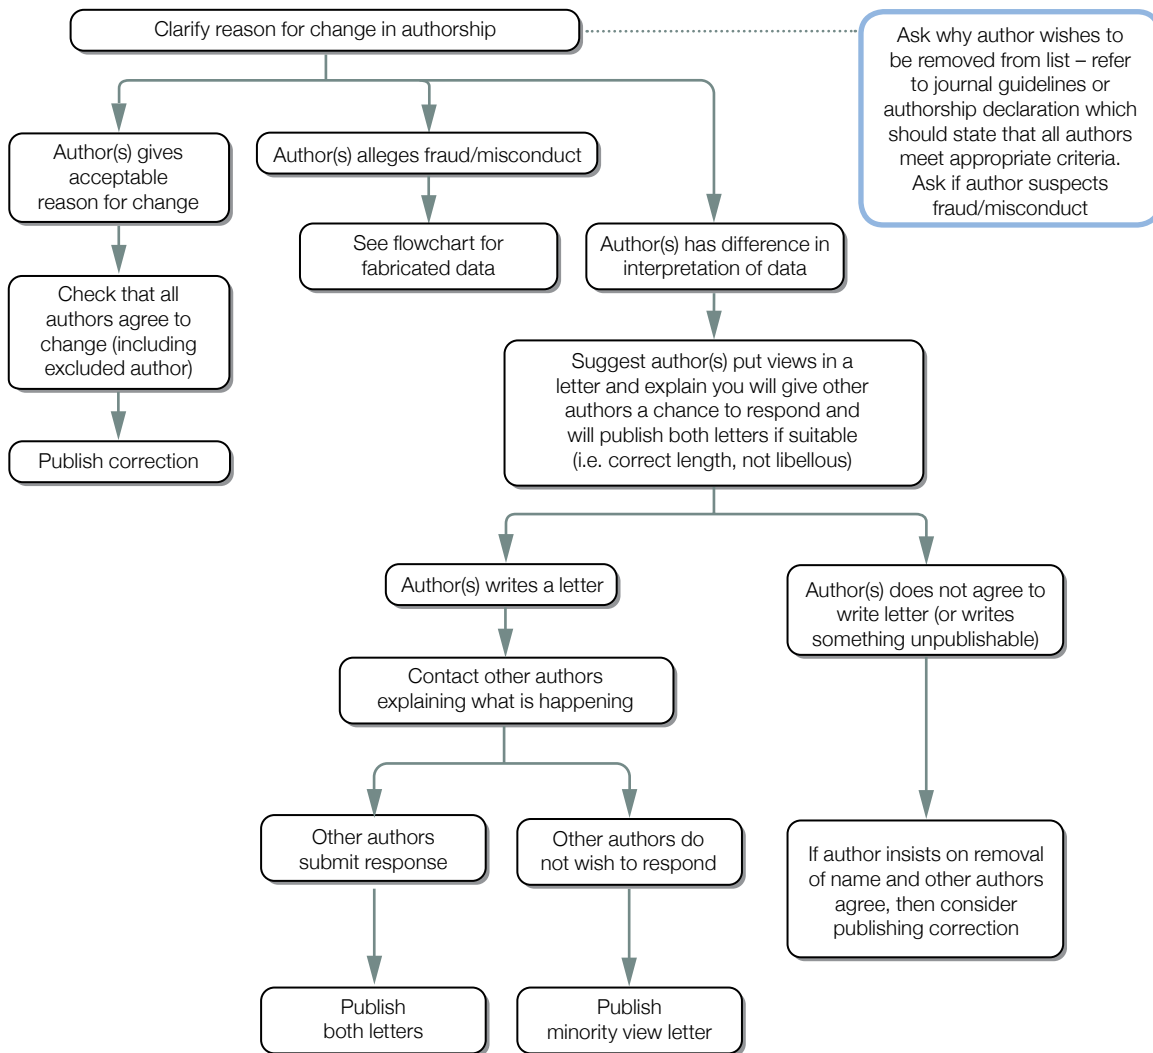 Clarify reason for change in authorship
Ask why author wishes to
be removed from list – refer
to journal guidelines or
authorship declaration which
should state that all authors
meet appropriate criteria.
Ask if author suspects
fraud/misconduct
Author(s) gives
acceptable
reason for change
Author(s) alleges fraud/misconduct
See flowchart for
fabricated data
Author(s) has difference in
interpretation of data
Check that all
authors agree to
change (including
excluded author)
Publish correction
Suggest author(s) put views in a
letter and explain you will give other
authors a chance to respond and
will publish both letters if suitable
(i.e. correct length, not libellous)
Author(s) writes a letter
Author(s) does not agree to
write letter (or writes
something unpublishable)
Contact other authors
explaining what is happening
Other authors
submit response
Other authors do
not wish to respond
If author insists on removal
of name and other authors
agree, then consider
publishing correction
Publish
both letters
Publish
minority view letter